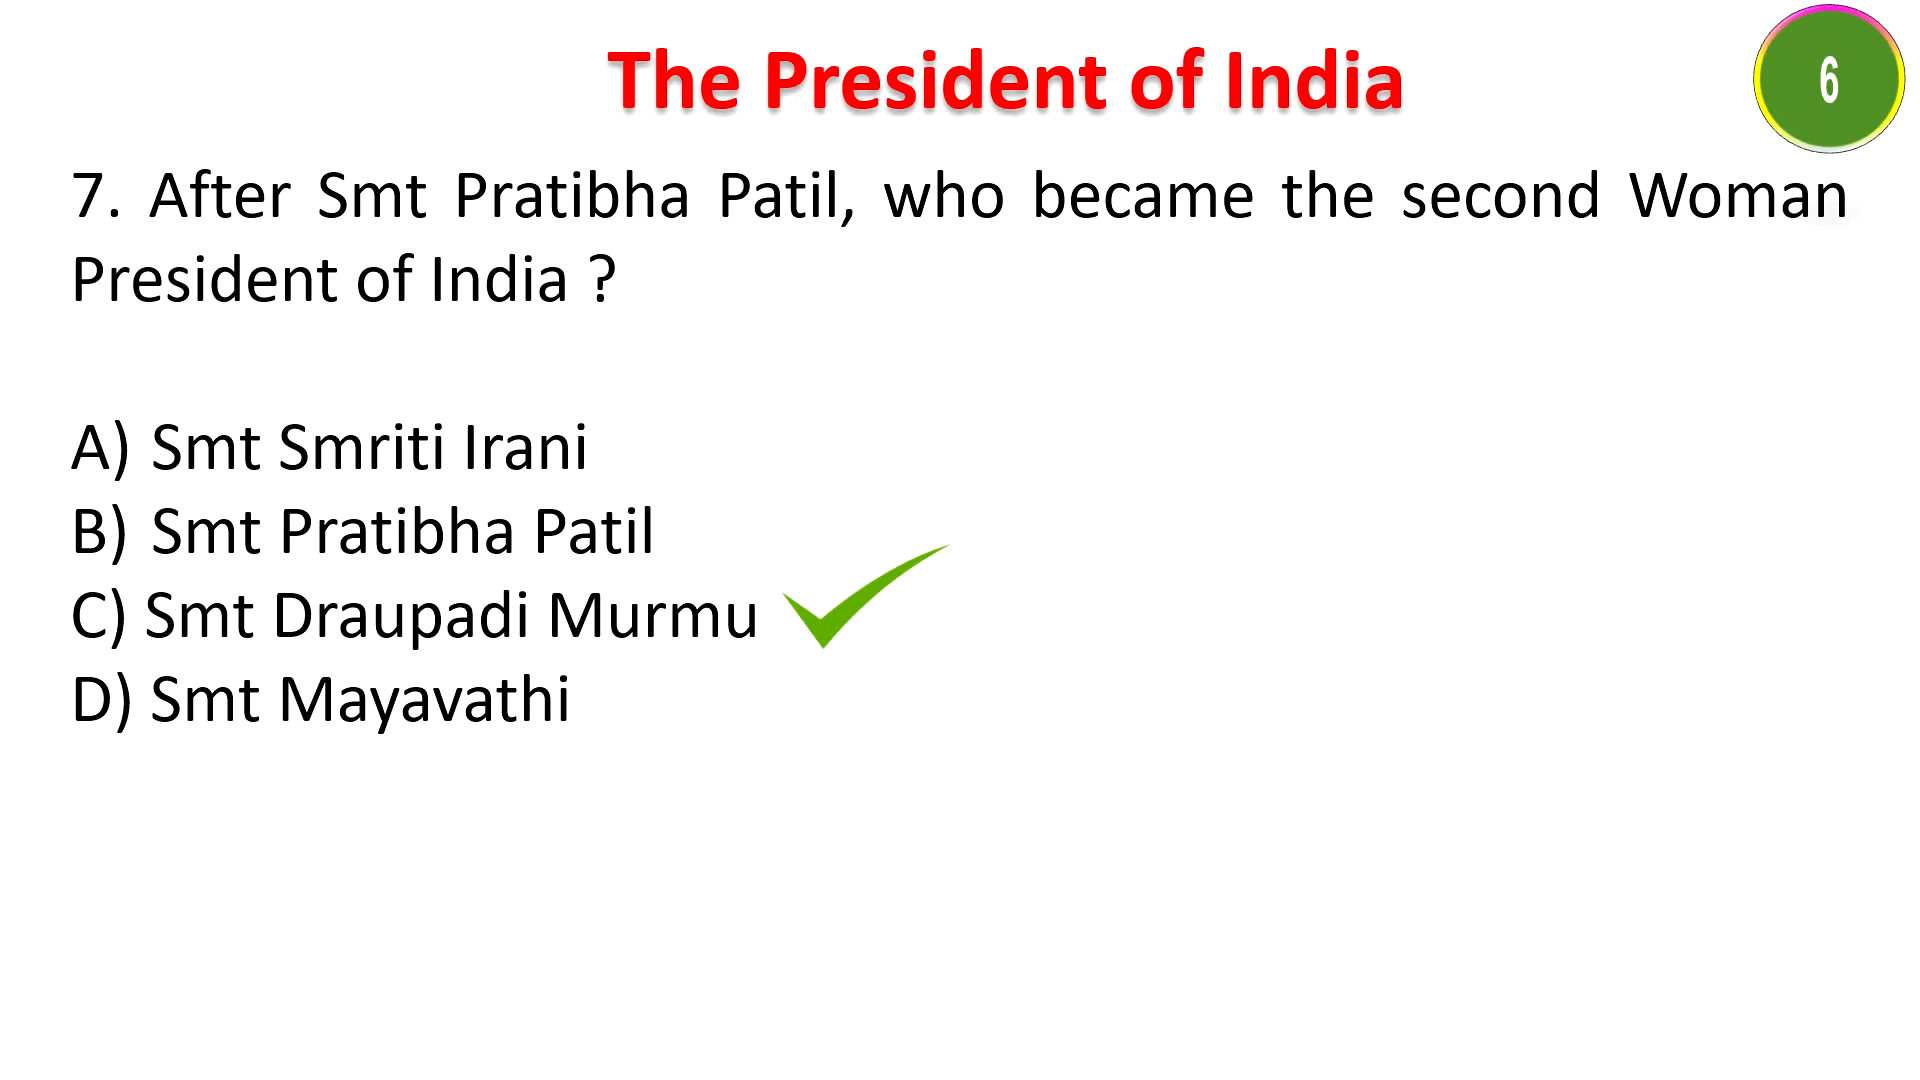 The President of India
6
7. After Smt Pratibha Patil, who became the second Woman
President of India ?
A) Smt Smriti Irani
B) Smt Pratibha Patil
C) Smt Draupadi Murmu
D) Smt Mayavathi